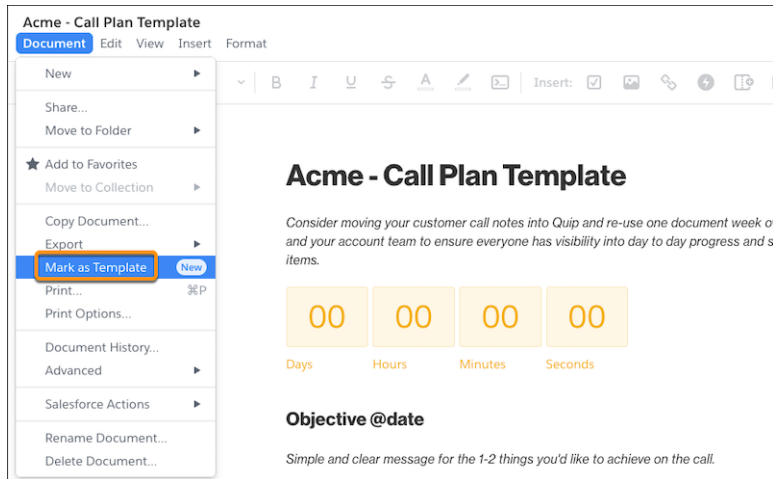 Acme - Call Plan Template
Document Edit View Insert Format
New
Share...
Move to Folder
Add to Favorites
Move to Collection
Copy Document...
Export
Mark as Template New
Print... ⌘P
Print Options...
Document History...
Advanced
Salesforce Actions
Rename Document...
Delete Document...
B I U S A Insert:
Acme - Call Plan Template
Consider moving your customer call notes into Quip and re-use one document week
and your account team to ensure everyone has visibility into day to day progress and
items.
00 00 00 00
Days Hours Minutes Seconds
Objective @date
Simple and clear message for the 1-2 things you'd like to achieve on the call.